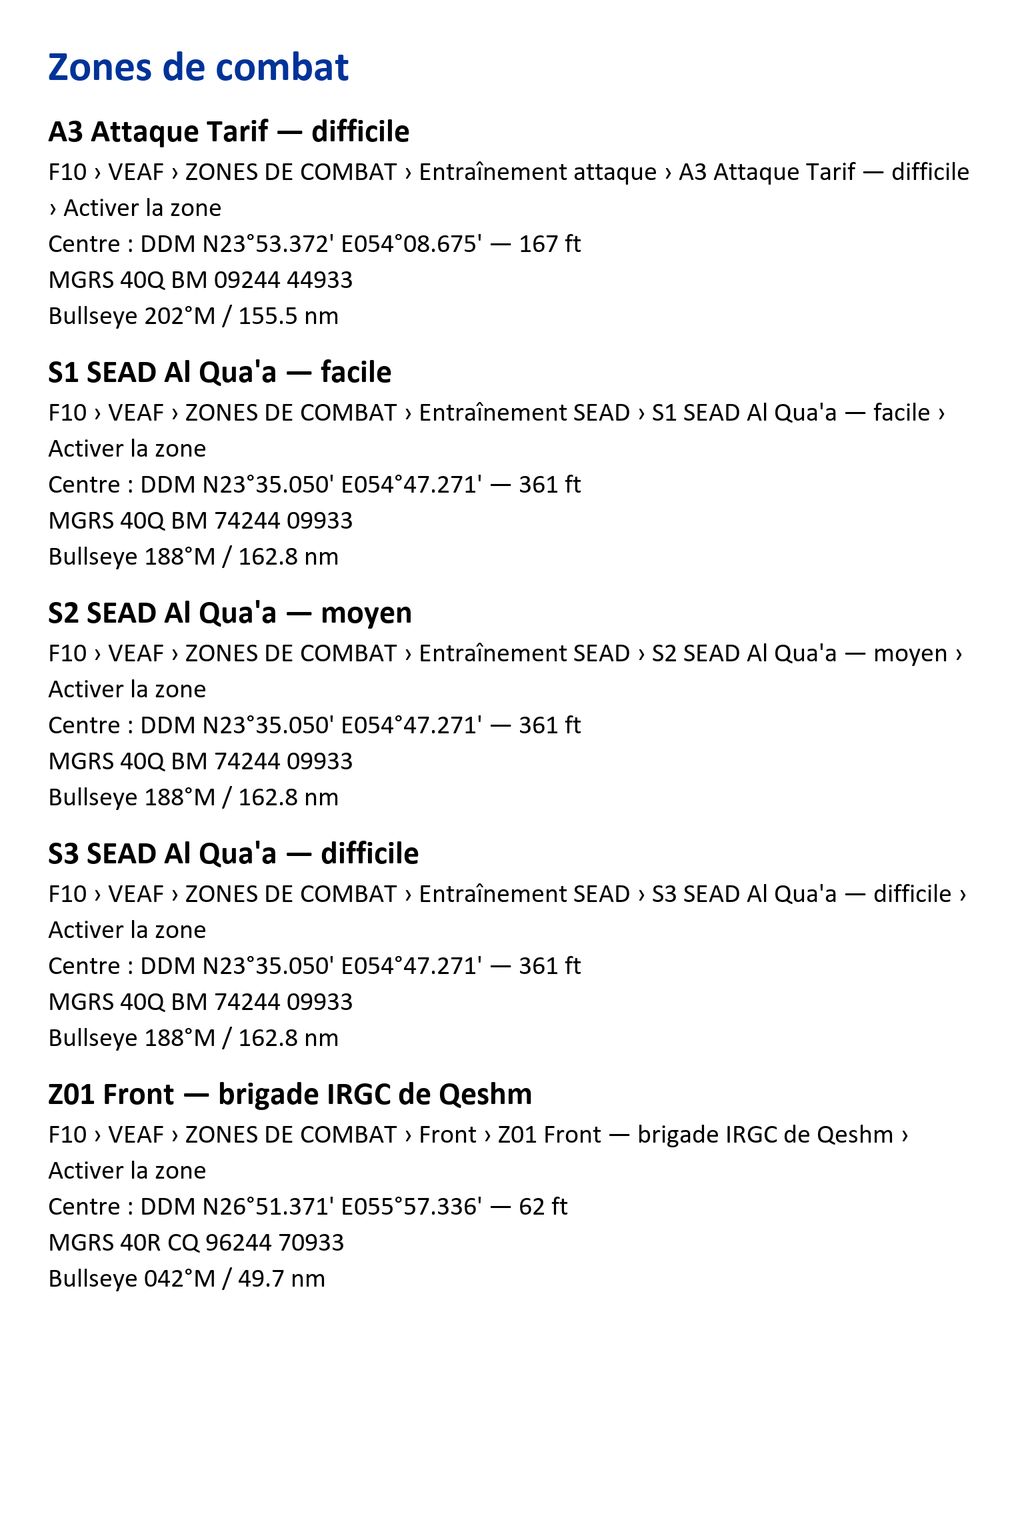 Zones de combat
A3 Attaque Tarif — difficile
F10 › VEAF › ZONES DE COMBAT › Entraînement attaque › A3 Attaque Tarif — difficile
› Activer la zone
Centre : DDM N23°53.372' E054°08.675' — 167 ft
MGRS 40Q BM 09244 44933
Bullseye 202°M / 155.5 nm
S1 SEAD Al Qua'a — facile
F10 › VEAF › ZONES DE COMBAT › Entraînement SEAD › S1 SEAD Al Qua'a — facile ›
Activer la zone
Centre : DDM N23°35.050' E054°47.271' — 361 ft
MGRS 40Q BM 74244 09933
Bullseye 188°M / 162.8 nm
S2 SEAD Al Qua'a — moyen
F10 › VEAF › ZONES DE COMBAT › Entraînement SEAD › S2 SEAD Al Qua'a — moyen ›
Activer la zone
Centre : DDM N23°35.050' E054°47.271' — 361 ft
MGRS 40Q BM 74244 09933
Bullseye 188°M / 162.8 nm
S3 SEAD Al Qua'a — difficile
F10 › VEAF › ZONES DE COMBAT › Entraînement SEAD › S3 SEAD Al Qua'a — difficile ›
Activer la zone
Centre : DDM N23°35.050' E054°47.271' — 361 ft
MGRS 40Q BM 74244 09933
Bullseye 188°M / 162.8 nm
Z01 Front — brigade IRGC de Qeshm
F10 › VEAF › ZONES DE COMBAT › Front › Z01 Front — brigade IRGC de Qeshm ›
Activer la zone
Centre : DDM N26°51.371' E055°57.336' — 62 ft
MGRS 40R CQ 96244 70933
Bullseye 042°M / 49.7 nm